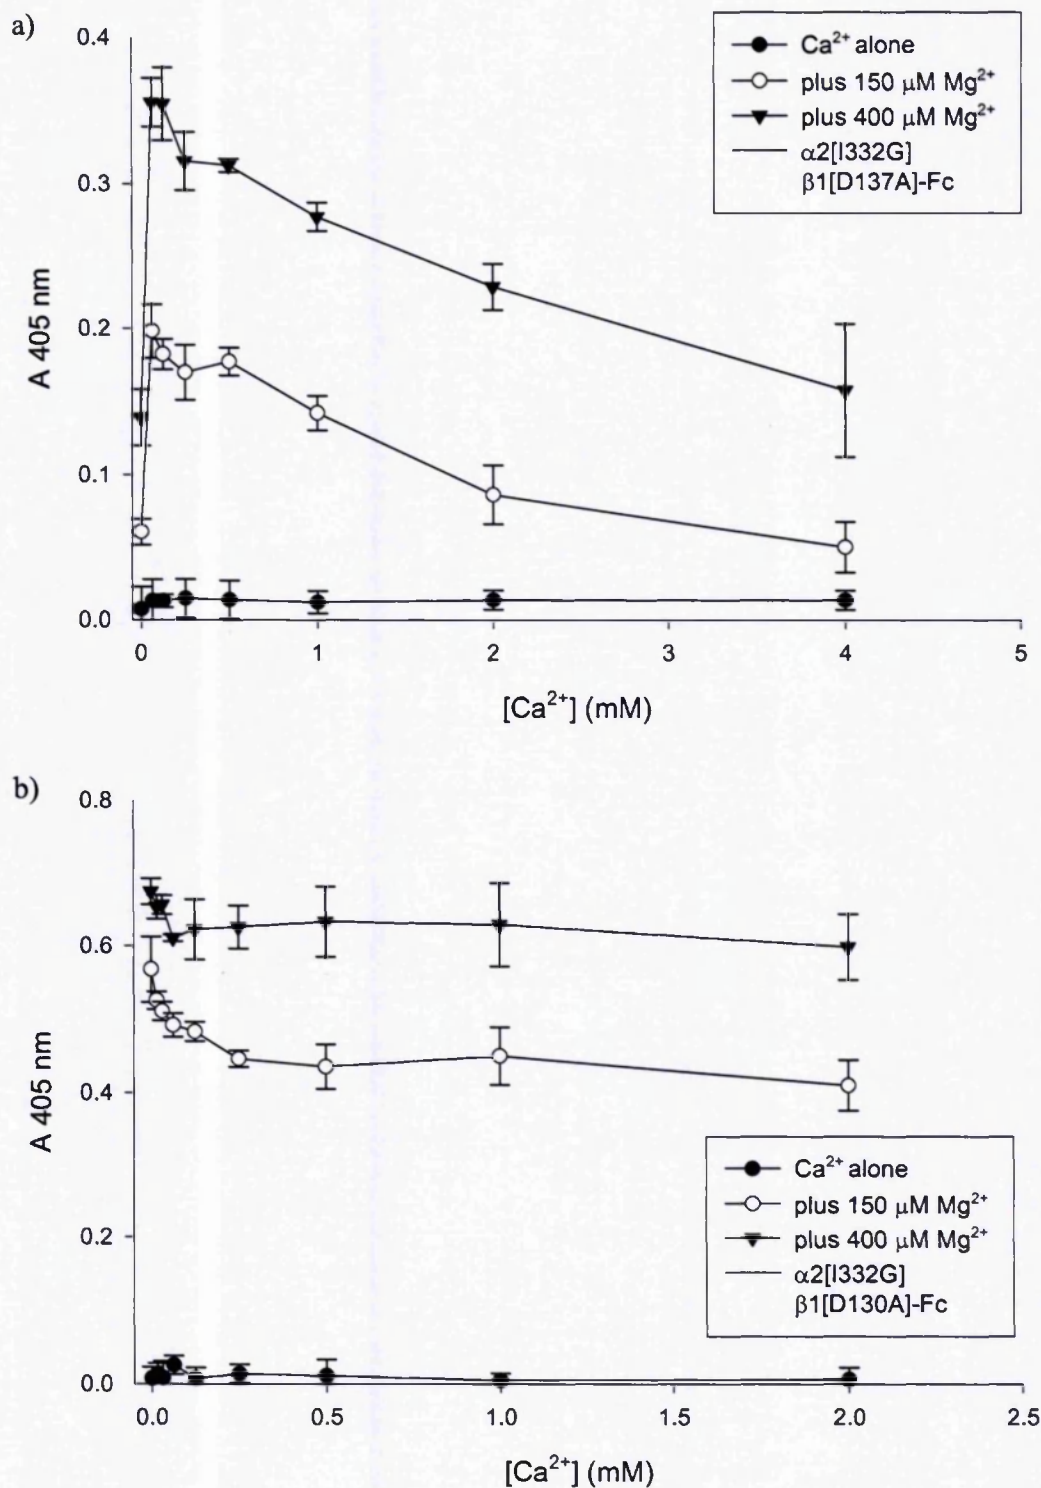 a)
0.4
0.3
0.2
0.1
0.0
A 405 nm
Ca²⁺ alone
plus 150 µM Mg²⁺
plus 400 µM Mg²⁺
α2[I332G]
β1[D137A]-Fc
0 1 2 3 4 5
[Ca²⁺] (mM)
b)
0.8
0.6
0.4
0.2
0.0
A 405 nm
Ca²⁺ alone
plus 150 µM Mg²⁺
plus 400 µM Mg²⁺
α2[I332G]
β1[D130A]-Fc
0.0 0.5 1.0 1.5 2.0 2.5
[Ca²⁺] (mM)